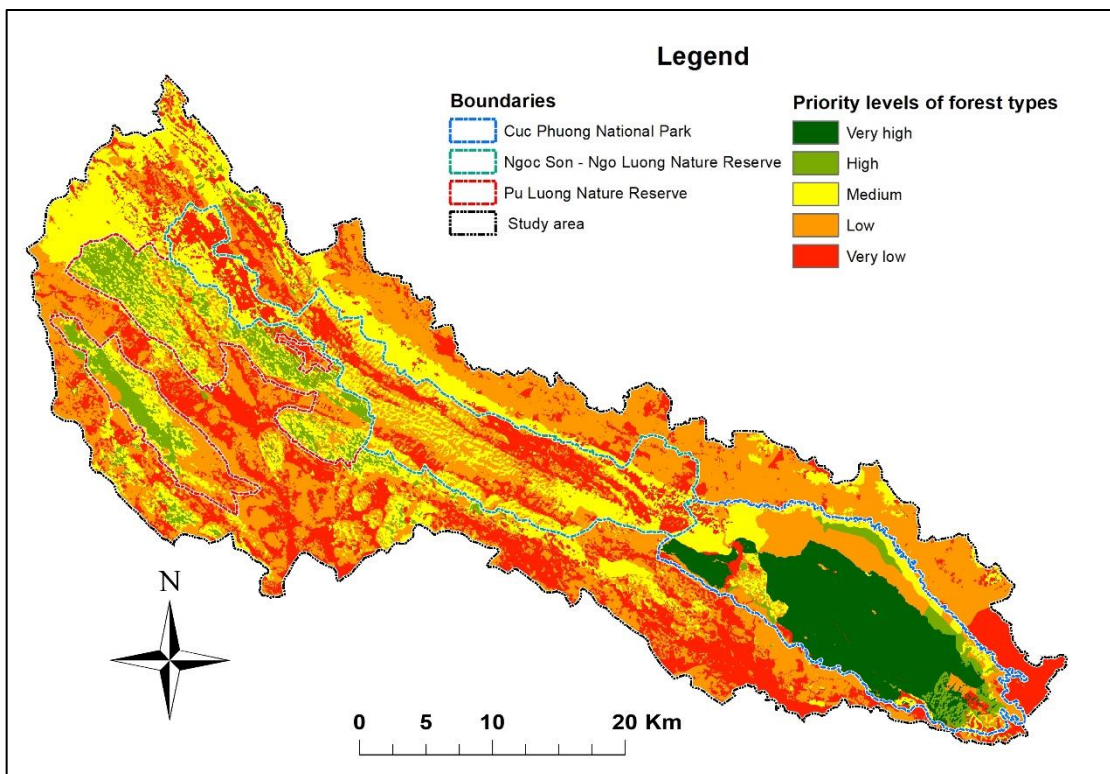 Legend
Boundaries
Cuc Phuong National Park
Ngoc Son - Ngo Luong Nature Reserve
Pu Luong Nature Reserve
Study area
Priority levels of forest types
Very high
High
Medium
Low
Very low
N
0 5 10 20 Km